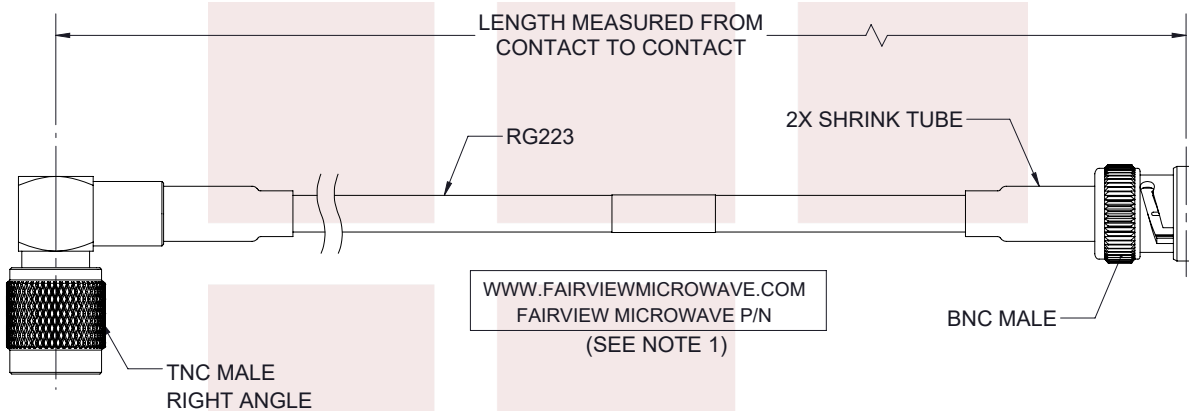 LENGTH MEASURED FROM
CONTACT TO CONTACT
RG223
2X SHRINK TUBE
WWW.FAIRVIEWMICROWAVE.COM
FAIRVIEW MICROWAVE P/N
(SEE NOTE 1)
BNC MALE
TNC MALE
RIGHT ANGLE